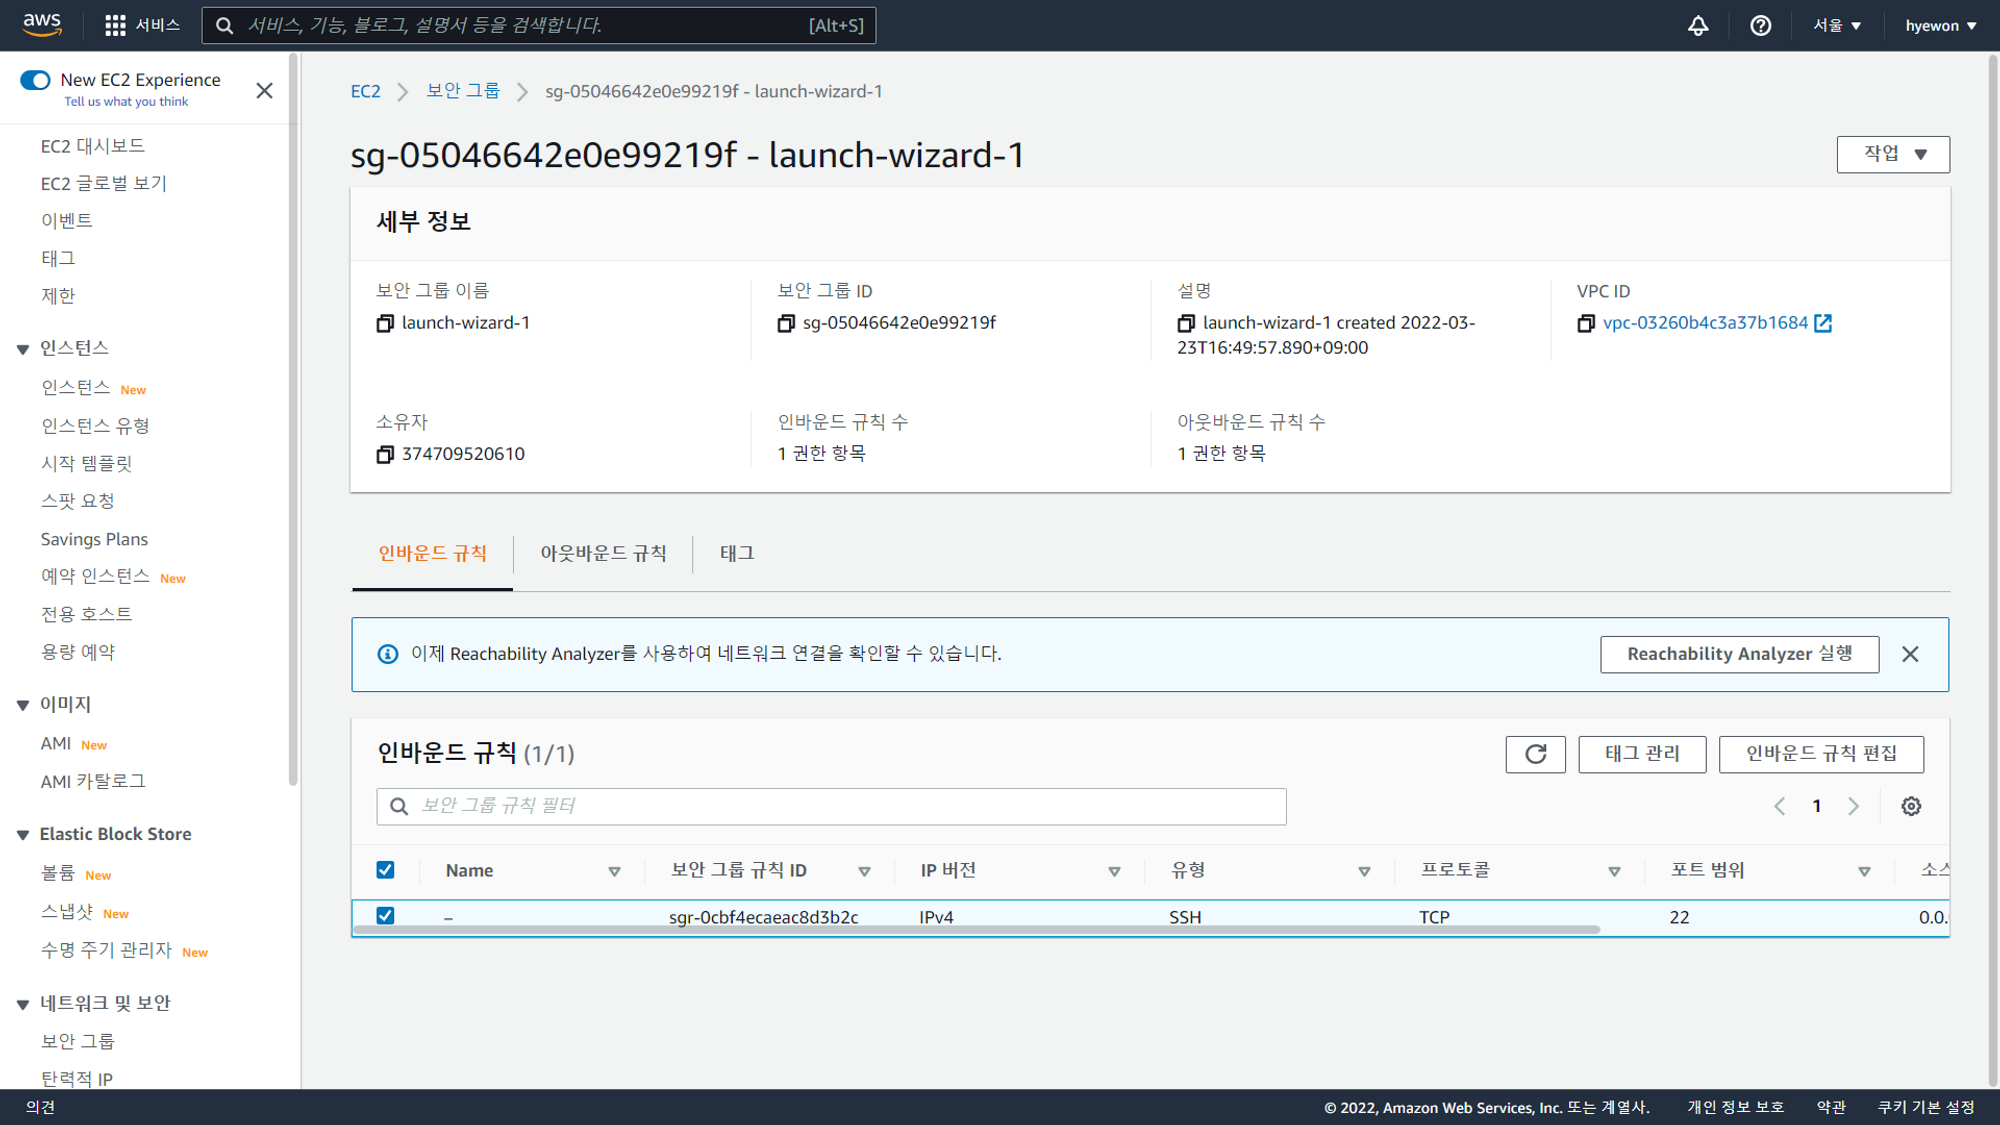 aws
서비스
서비스, 기능, 블로그, 설명서 등을 검색합니다.
[Alt+S]
서울
hyewon
New EC2 Experience
Tell us what you think
EC2 대시보드
EC2 글로벌 보기
이벤트
태그
제한
인스턴스
인스턴스 New
인스턴스 유형
시작 템플릿
스팟 요청
Savings Plans
예약 인스턴스 New
전용 호스트
용량 예약
이미지
AMI New
AMI 카탈로그
Elastic Block Store
볼륨 New
스냅샷 New
수명 주기 관리자 New
네트워크 및 보안
보안 그룹
탄력적 IP
EC2
보안 그룹
sg-05046642e0e99219f - launch-wizard-1
sg-05046642e0e99219f - launch-wizard-1
작업
세부 정보
보안 그룹 이름
launch-wizard-1
보안 그룹 ID
sg-05046642e0e99219f
설명
launch-wizard-1 created 2022-03-
23T16:49:57.890+09:00
VPC ID
vpc-03260b4c3a37b1684
소유자
374709520610
인바운드 규칙 수
1 권한 항목
아웃바운드 규칙 수
1 권한 항목
인바운드 규칙
아웃바운드 규칙
태그
이제 Reachability Analyzer를 사용하여 네트워크 연결을 확인할 수 있습니다.
Reachability Analyzer 실행
인바운드 규칙 (1/1)
태그 관리
인바운드 규칙 편집
보안 그룹 규칙 필터
1
Name
보안 그룹 규칙 ID
IP 버전
유형
프로토콜
포트 범위
소스
–
sgr-0cbf4ecaeac8d3b2c
IPv4
SSH
TCP
22
0.0.
의견
© 2022, Amazon Web Services, Inc. 또는 계열사.
개인 정보 보호
약관
쿠키 기본 설정